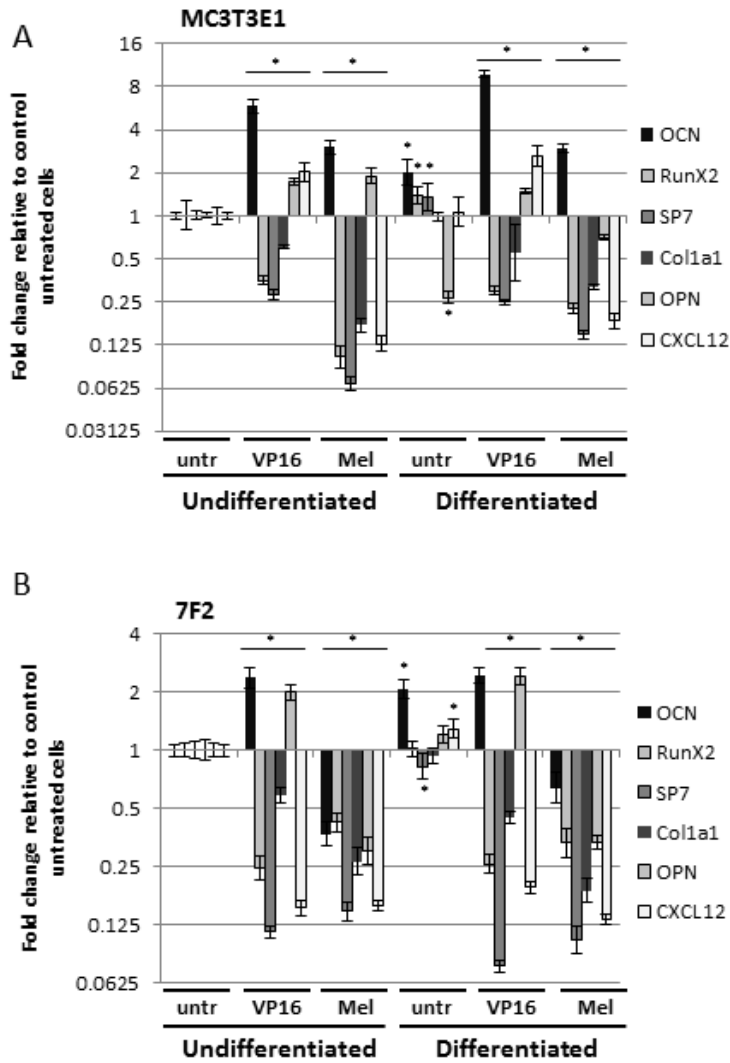 A
MC3T3E1
Fold change relative to control
untreated cells
16
8
4
2
1
0.5
0.25
0.125
0.0625
0.03125
* * * * * * * *
OCN
RunX2
SP7
Col1a1
OPN
CXCL12
untr VP16 Mel untr VP16 Mel
Undifferentiated Differentiated
B
7F2
Fold change relative to control
untreated cells
4
2
1
0.5
0.25
0.125
0.0625
* * * * * * *
OCN
RunX2
SP7
Col1a1
OPN
CXCL12
untr VP16 Mel untr VP16 Mel
Undifferentiated Differentiated